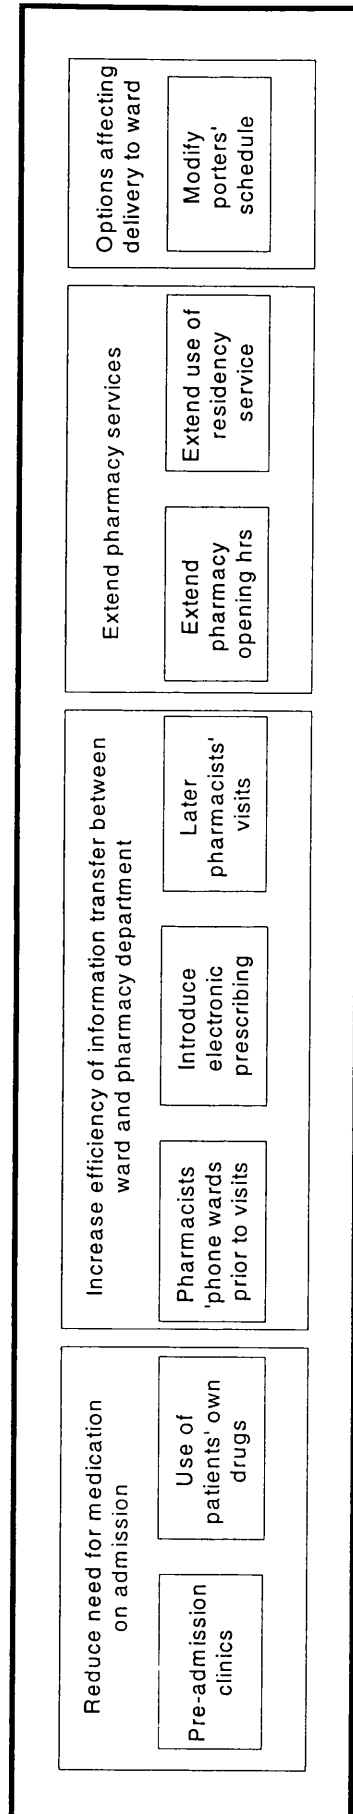 Reduce need for medication
on admission
Pre-admission
clinics
Use of
patients' own
drugs
Increase efficiency of information transfer between
ward and pharmacy department
Pharmacists
'phone wards
prior to visits
Introduce
electronic
prescribing
Later
pharmacists'
visits
Extend pharmacy services
Extend
pharmacy
opening hrs
Extend use of
residency
service
Options affecting
delivery to ward
Modify
porters'
schedule